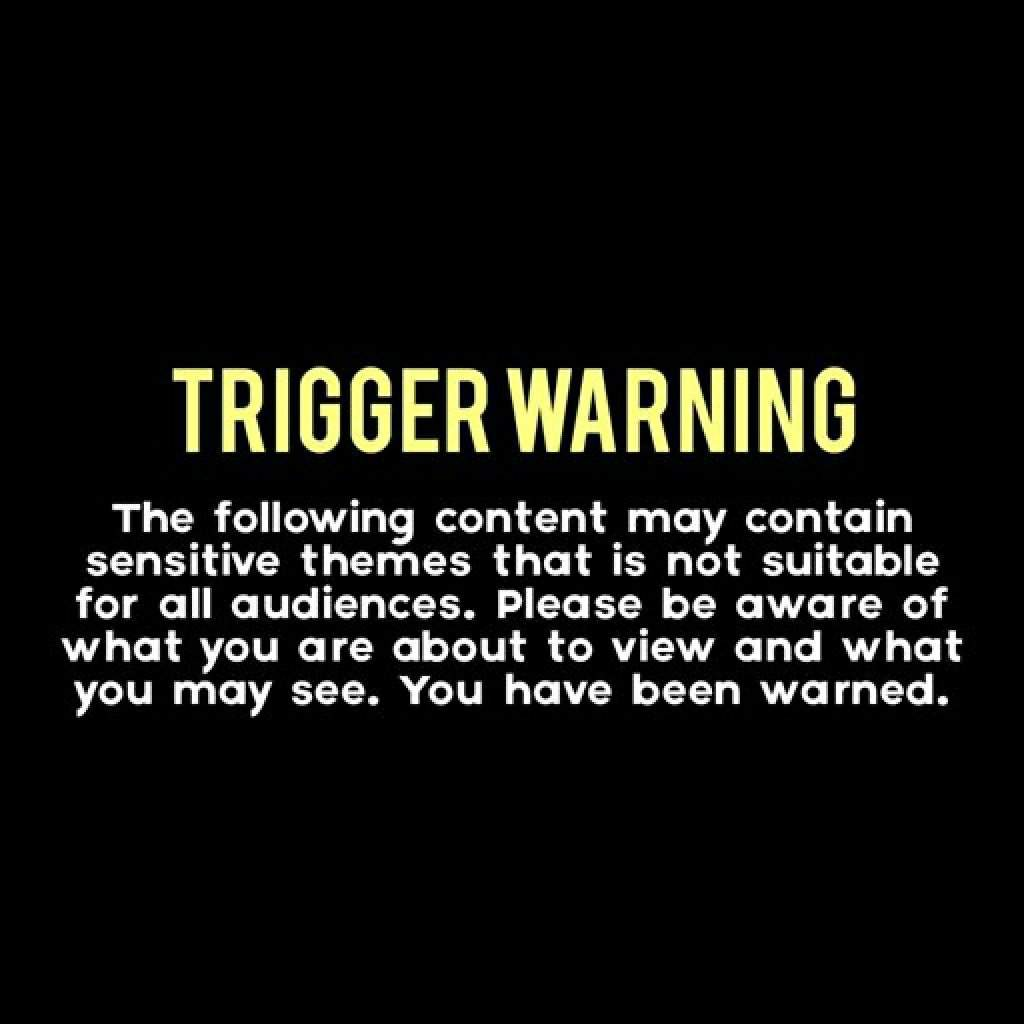 TRIGGER WARNING
The following content may contain
sensitive themes that is not suitable
for all audiences. Please be aware of
what you are about to view and what
you may see. You have been warned.